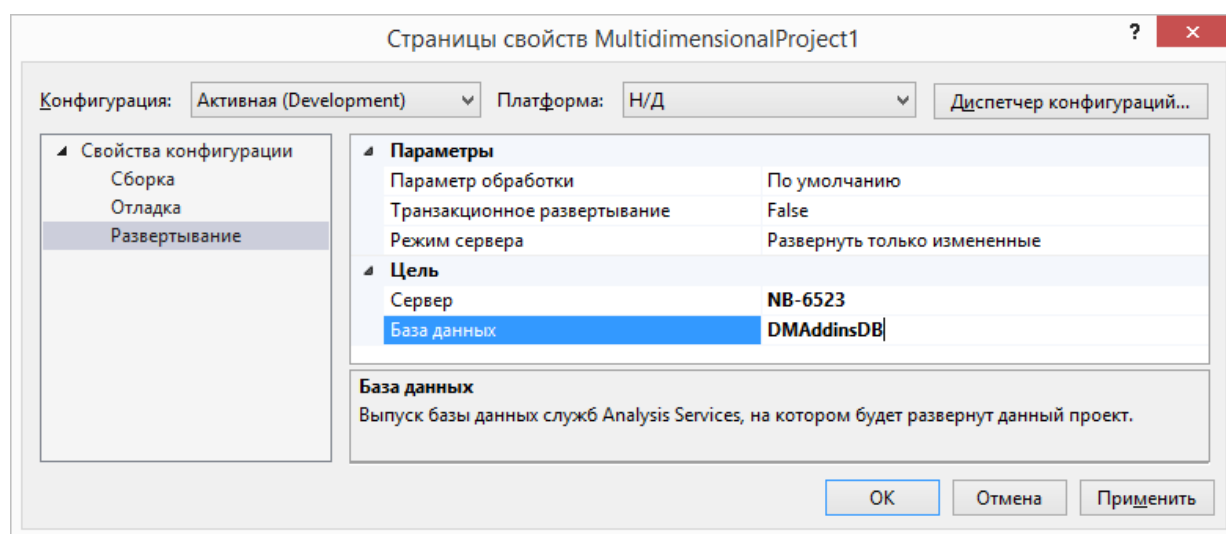 Страницы свойств MultidimensionalProject1 ? ×
Конфигурация: Активная (Development) Платформа: Н/Д Диспетчер конфигураций...
Свойства конфигурации
Сборка
Отладка
Развертывание
Параметры
Параметр обработки По умолчанию
Транзакционное развертывание False
Режим сервера Развернуть только измененные
Цель
Сервер NB-6523
База данных DMAddinsDB
База данных
Выпуск базы данных служб Analysis Services, на котором будет развернут данный проект.
ОК Отмена Применить